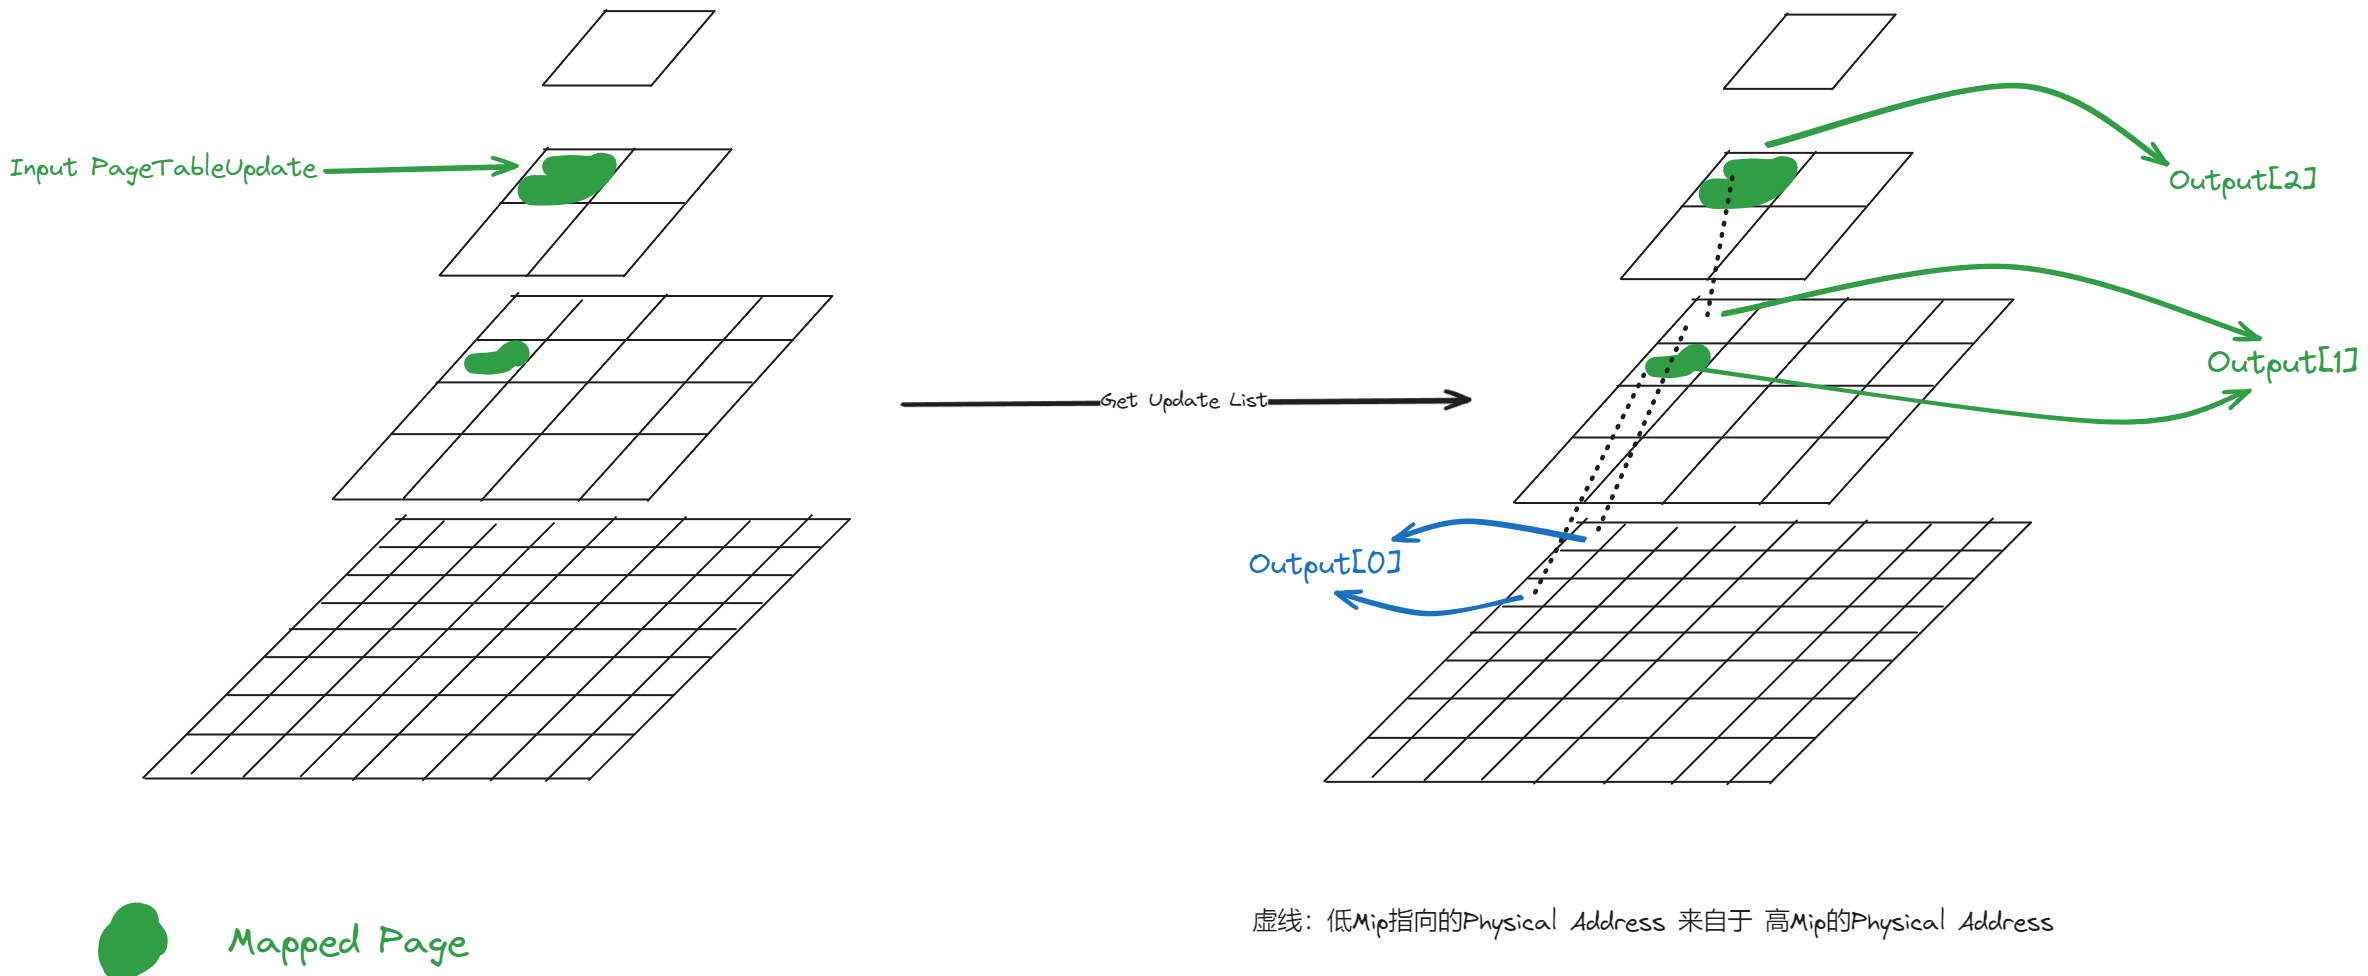 Input PageTableUpdate
Output[2]
Output[1]
Get Update List
Output[0]
虚线：低Mip指向的Physical Address 来自于 高Mip的Physical Address
Mapped Page